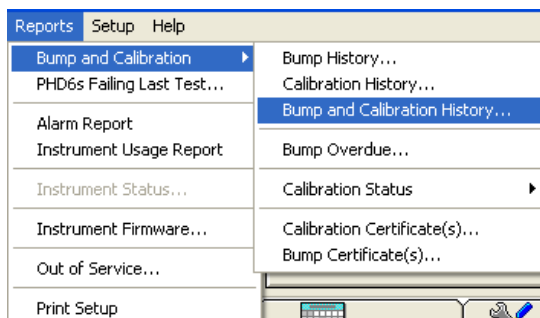 Reports Setup Help
Bump and Calibration
PHD6s Failing Last Test...
Alarm Report
Instrument Usage Report
Instrument Status...
Instrument Firmware...
Out of Service...
Print Setup
Bump History...
Calibration History...
Bump and Calibration History...
Bump Overdue...
Calibration Status
Calibration Certificate(s)...
Bump Certificate(s)...